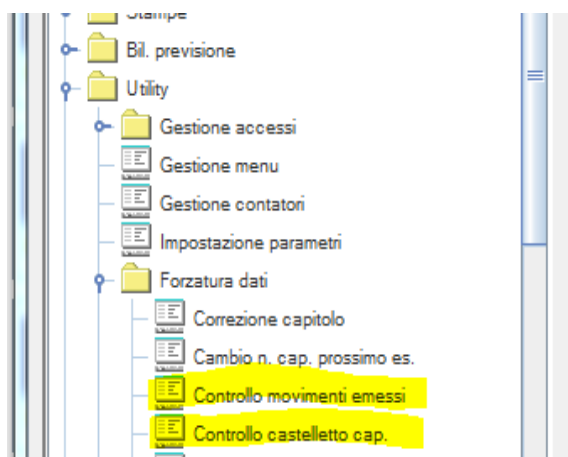 Stampe
Bil. previsione
Utility
Gestione accessi
Gestione menu
Gestione contatori
Impostazione parametri
Forzatura dati
Correzione capitolo
Cambio n. cap. prossimo es.
Controllo movimenti emessi
Controllo castelletto cap.